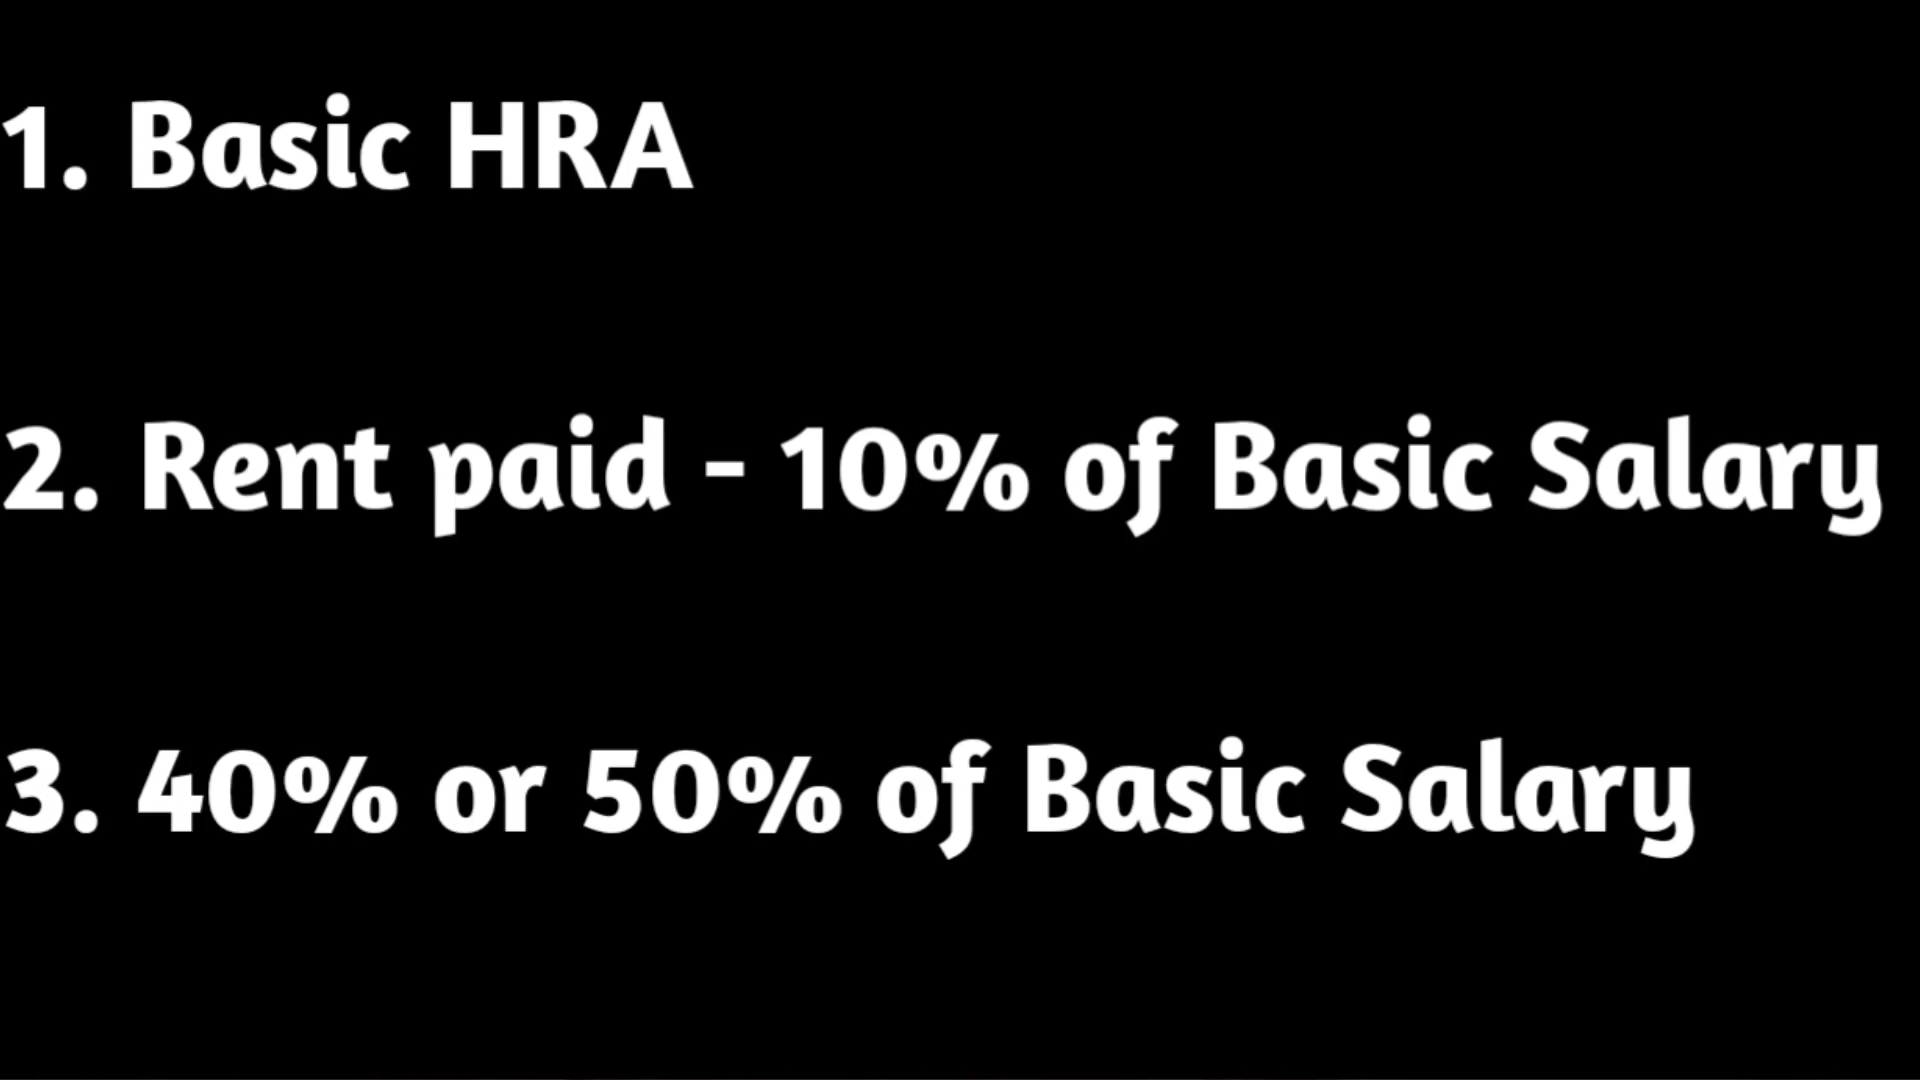 1. Basic HRA
2. Rent paid - 10% of Basic Salary
3. 40% or 50% of Basic Salary